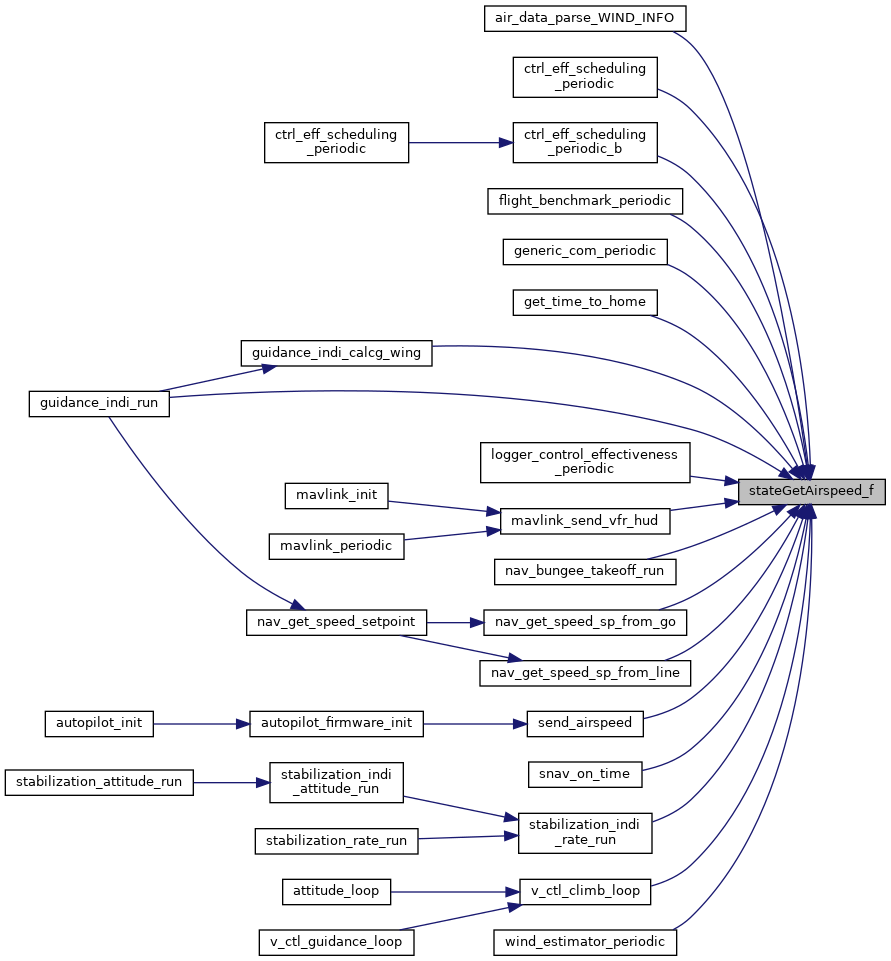 air_data_parse_WIND_INFO
ctrl_eff_scheduling
_periodic
ctrl_eff_scheduling
_periodic
ctrl_eff_scheduling
_periodic_b
flight_benchmark_periodic
generic_com_periodic
get_time_to_home
guidance_indi_calcg_wing
guidance_indi_run
logger_control_effectiveness
_periodic
stateGetAirspeed_f
mavlink_init
mavlink_send_vfr_hud
mavlink_periodic
nav_bungee_takeoff_run
nav_get_speed_setpoint
nav_get_speed_sp_from_go
nav_get_speed_sp_from_line
autopilot_init
autopilot_firmware_init
send_airspeed
snav_on_time
stabilization_attitude_run
stabilization_indi
_attitude_run
stabilization_rate_run
stabilization_indi
_rate_run
attitude_loop
v_ctl_climb_loop
v_ctl_guidance_loop
wind_estimator_periodic